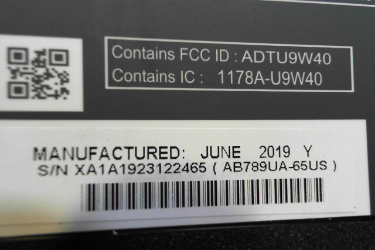 Contains FCC ID : ADTU9W40
Contains IC : 1178A-U9W40
MANUFACTURED: JUNE 2019 Y
S/N XA1A1923122465 ( AB789UA-65US )